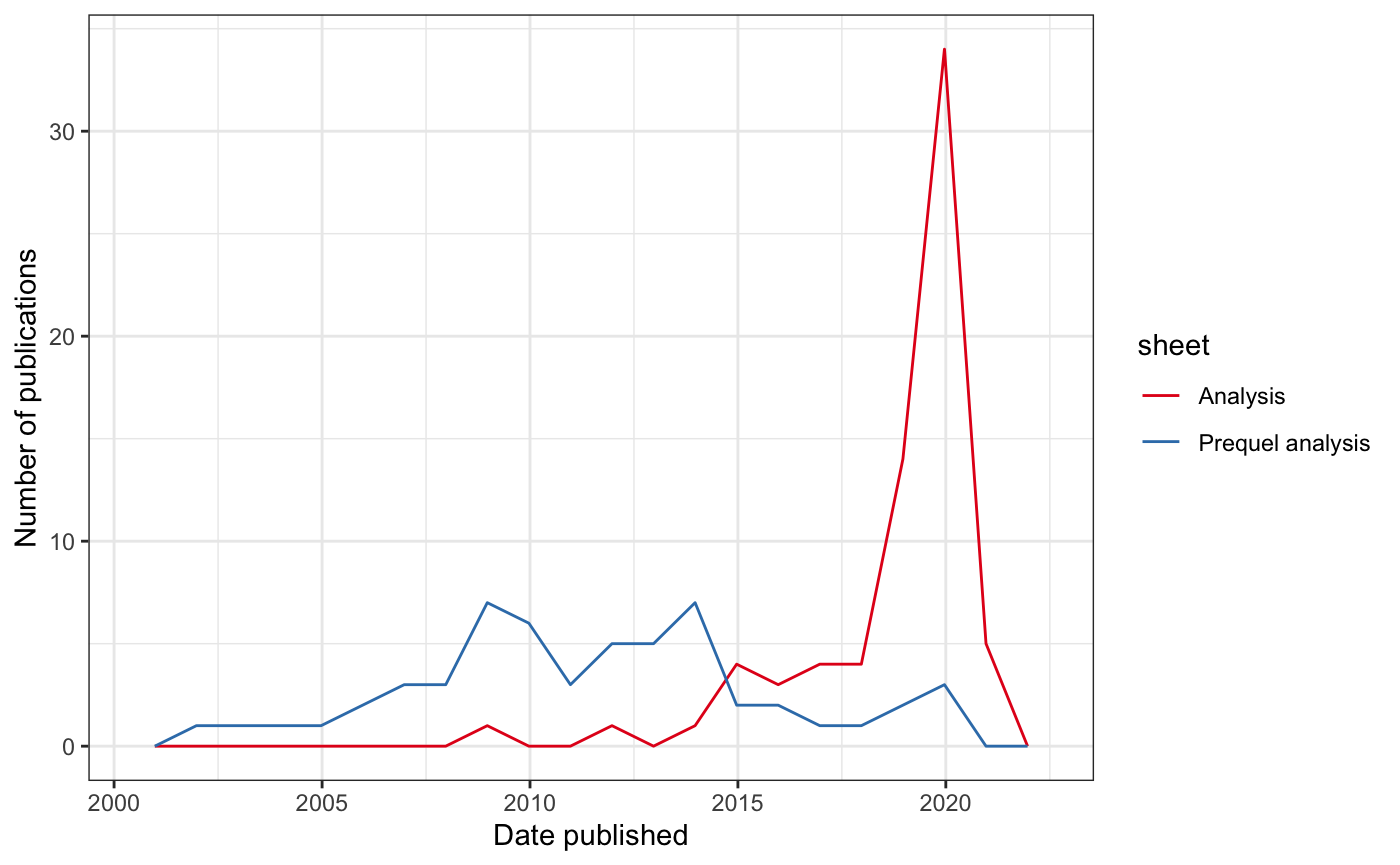 30
20
10
0
Number of publications
2000 2005 2010 2015 2020
Date published
sheet
Analysis
Prequel analysis